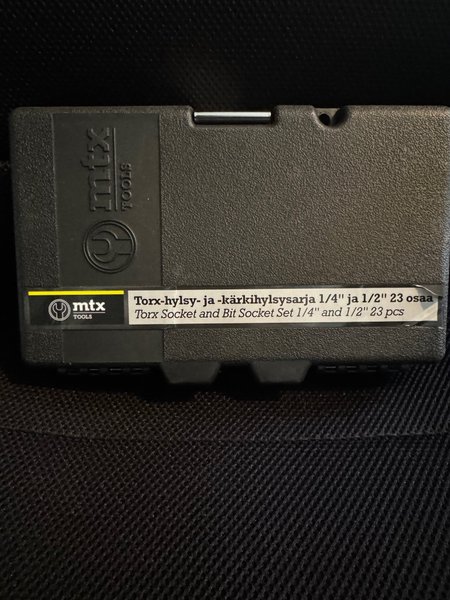 mtx
TOOLS
mtx
TOOLS
Torx-hylsy- ja -kärkihylsysarja 1/4" ja 1/2" 23 osaa
Torx Socket and Bit Socket Set 1/4" and 1/2" 23 pcs